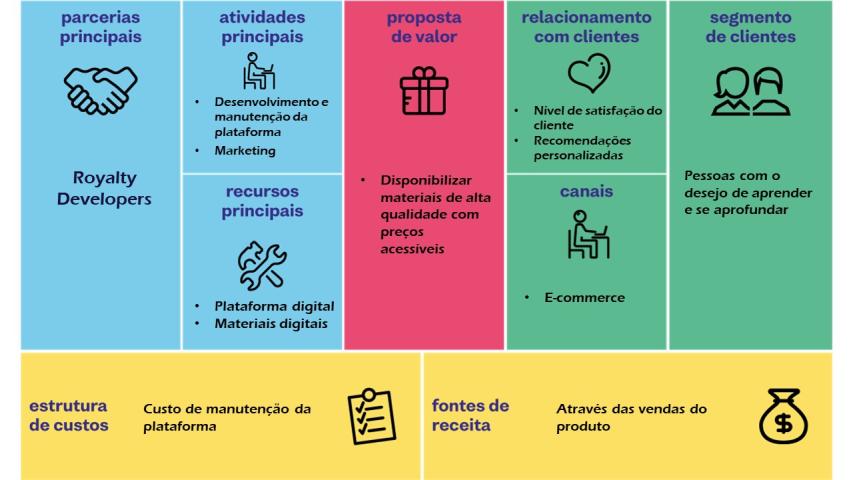 parcerias
principais
Royalty
Developers
atividades
principais
• Desenvolvimento e
manutenção da
plataforma
• Marketing
recursos
principais
• Plataforma digital
• Materiais digitais
proposta
de valor
• Disponibilizar
materiais de alta
qualidade com
preços
acessíveis
relacionamento
com clientes
• Nível de satisfação do
cliente
• Recomendações
personalizadas
canais
• E-commerce
segmento
de clientes
Pessoas com o
desejo de aprender
e se aprofundar
estrutura
de custos
Custo de manutenção da
plataforma
fontes de
receita
Através das vendas do
produto
$